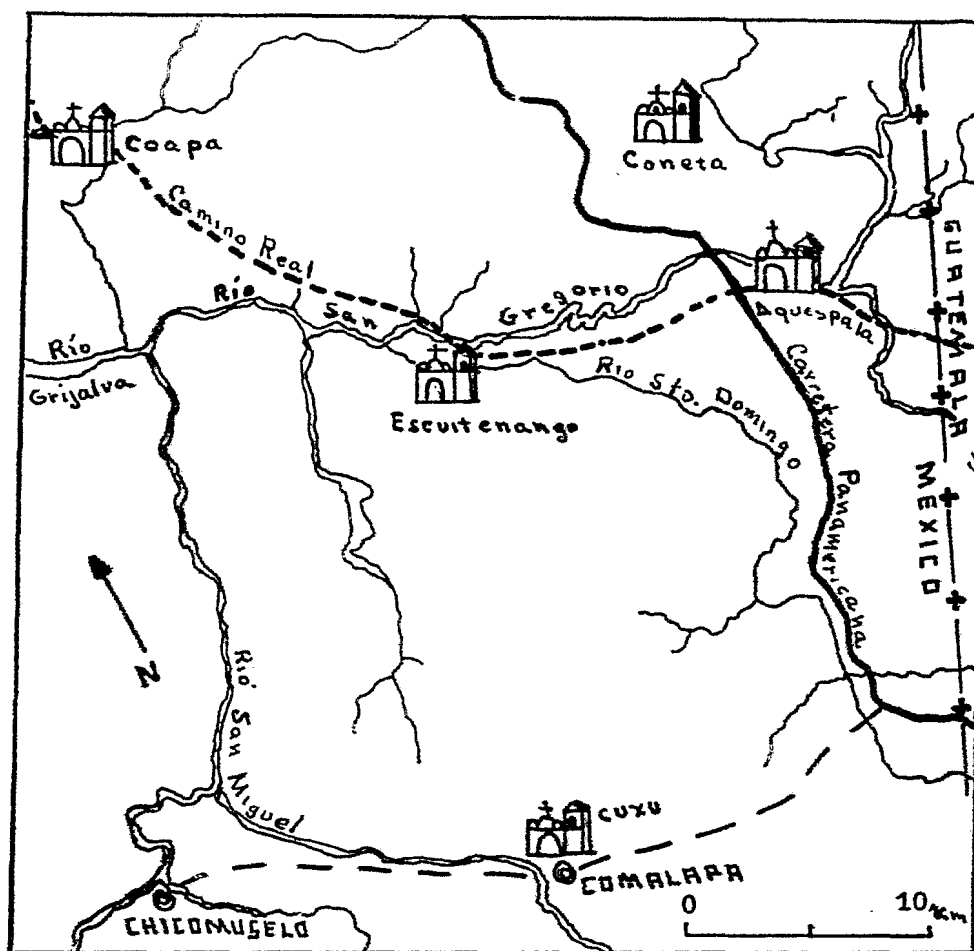 Coapa
Coneta
Camino Real
Río San Gregorio
Aquespala
GUATEMALA
MEXICO
Río
Grijalva
Escuitenango
Río Sto. Domingo
Carretera Panamericana
N
Río San Miguel
CUXU
COMALAPA
CHICOMUSELO
0 10 Km